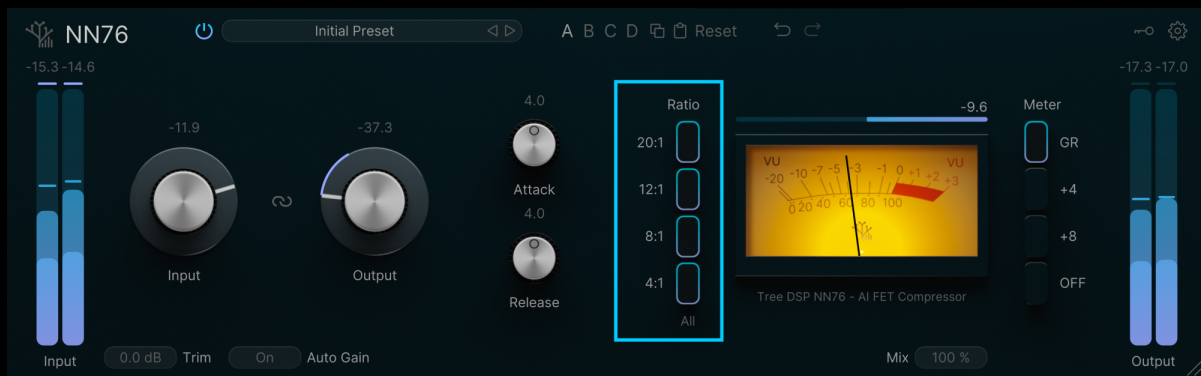 NN76
Initial Preset
A B C D Reset
-15.3 -14.6
-17.3 -17.0
-11.9
Input
-37.3
Output
4.0
Attack
4.0
Release
Ratio
20:1
12:1
8:1
4:1
All
-9.6
VU VU
-20 -10 -7 -5 -3 -1 0 +1 +2 +3
0 20 40 60 80 100
Tree DSP NN76 - AI FET Compressor
Meter
GR
+4
+8
OFF
Input
0.0 dB Trim
On Auto Gain
Mix 100 %
Output